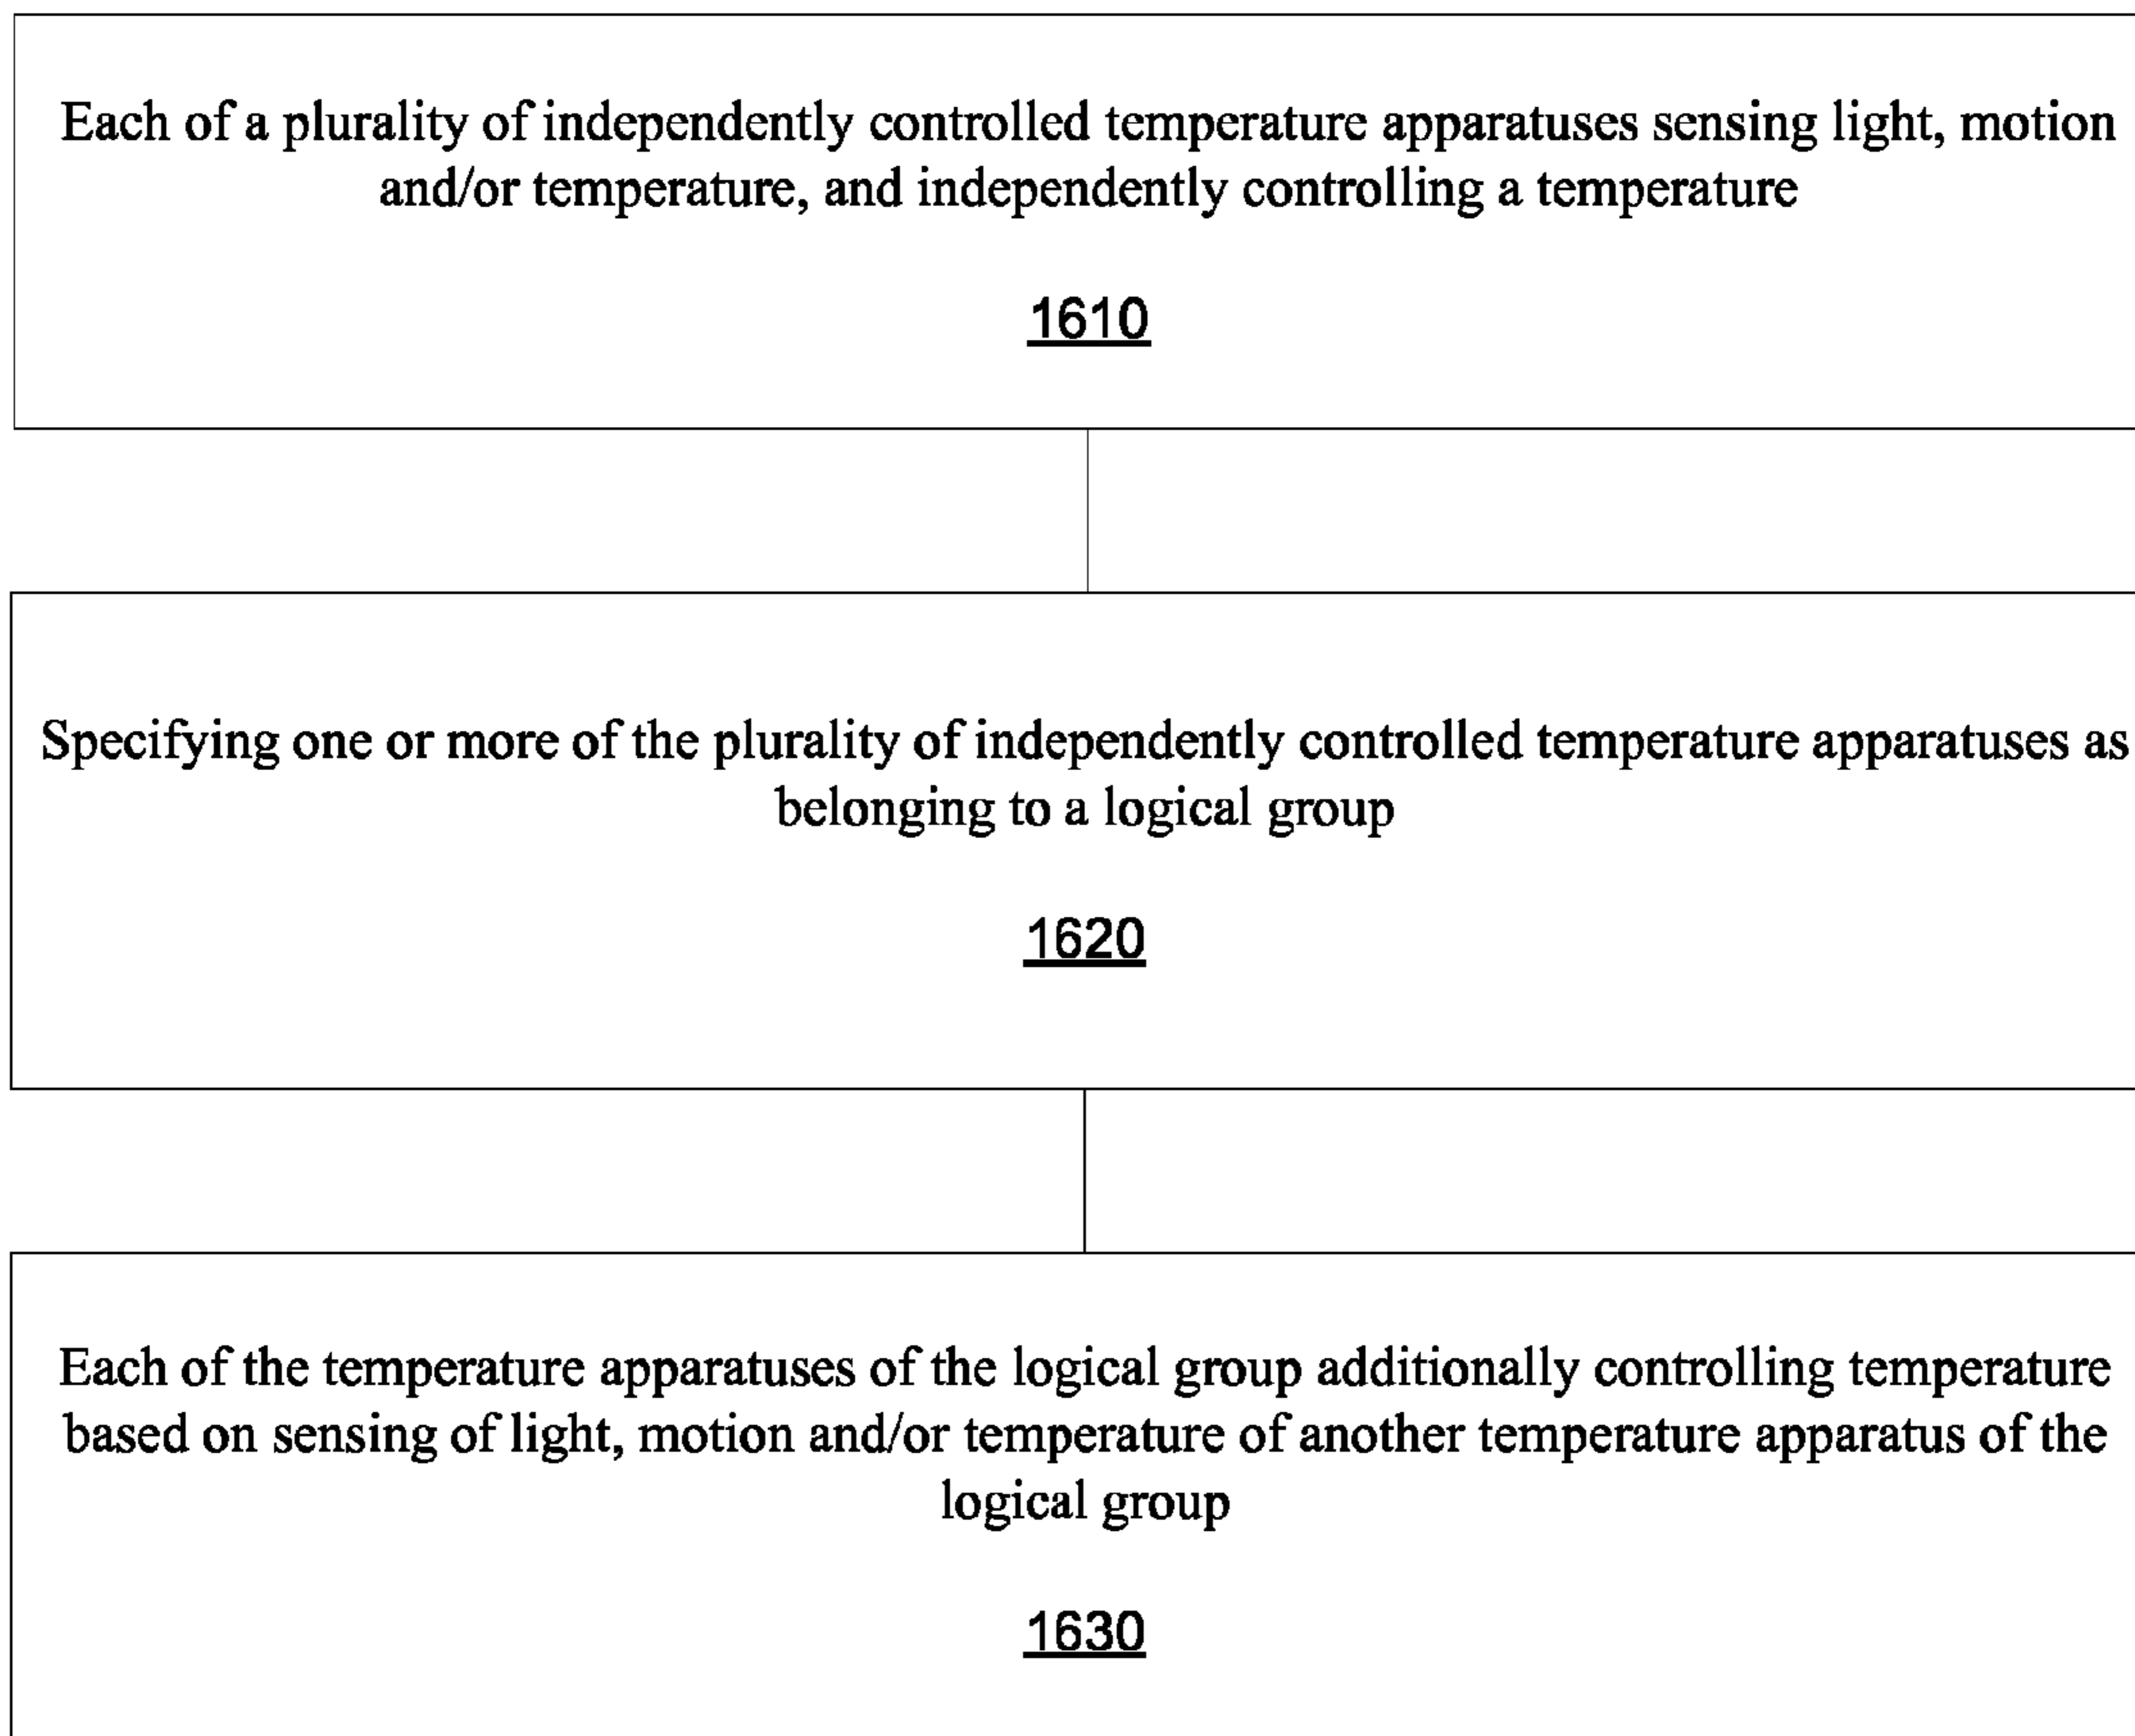 Each of a plurality of independently controlled temperature apparatuses sensing light, motion
and/or temperature, and independently controlling a temperature
1610
Specifying one or more of the plurality of independently controlled temperature apparatuses as
belonging to a logical group
1620
Each of the temperature apparatuses of the logical group additionally controlling temperature
based on sensing of light, motion and/or temperature of another temperature apparatus of the
logical group
1630